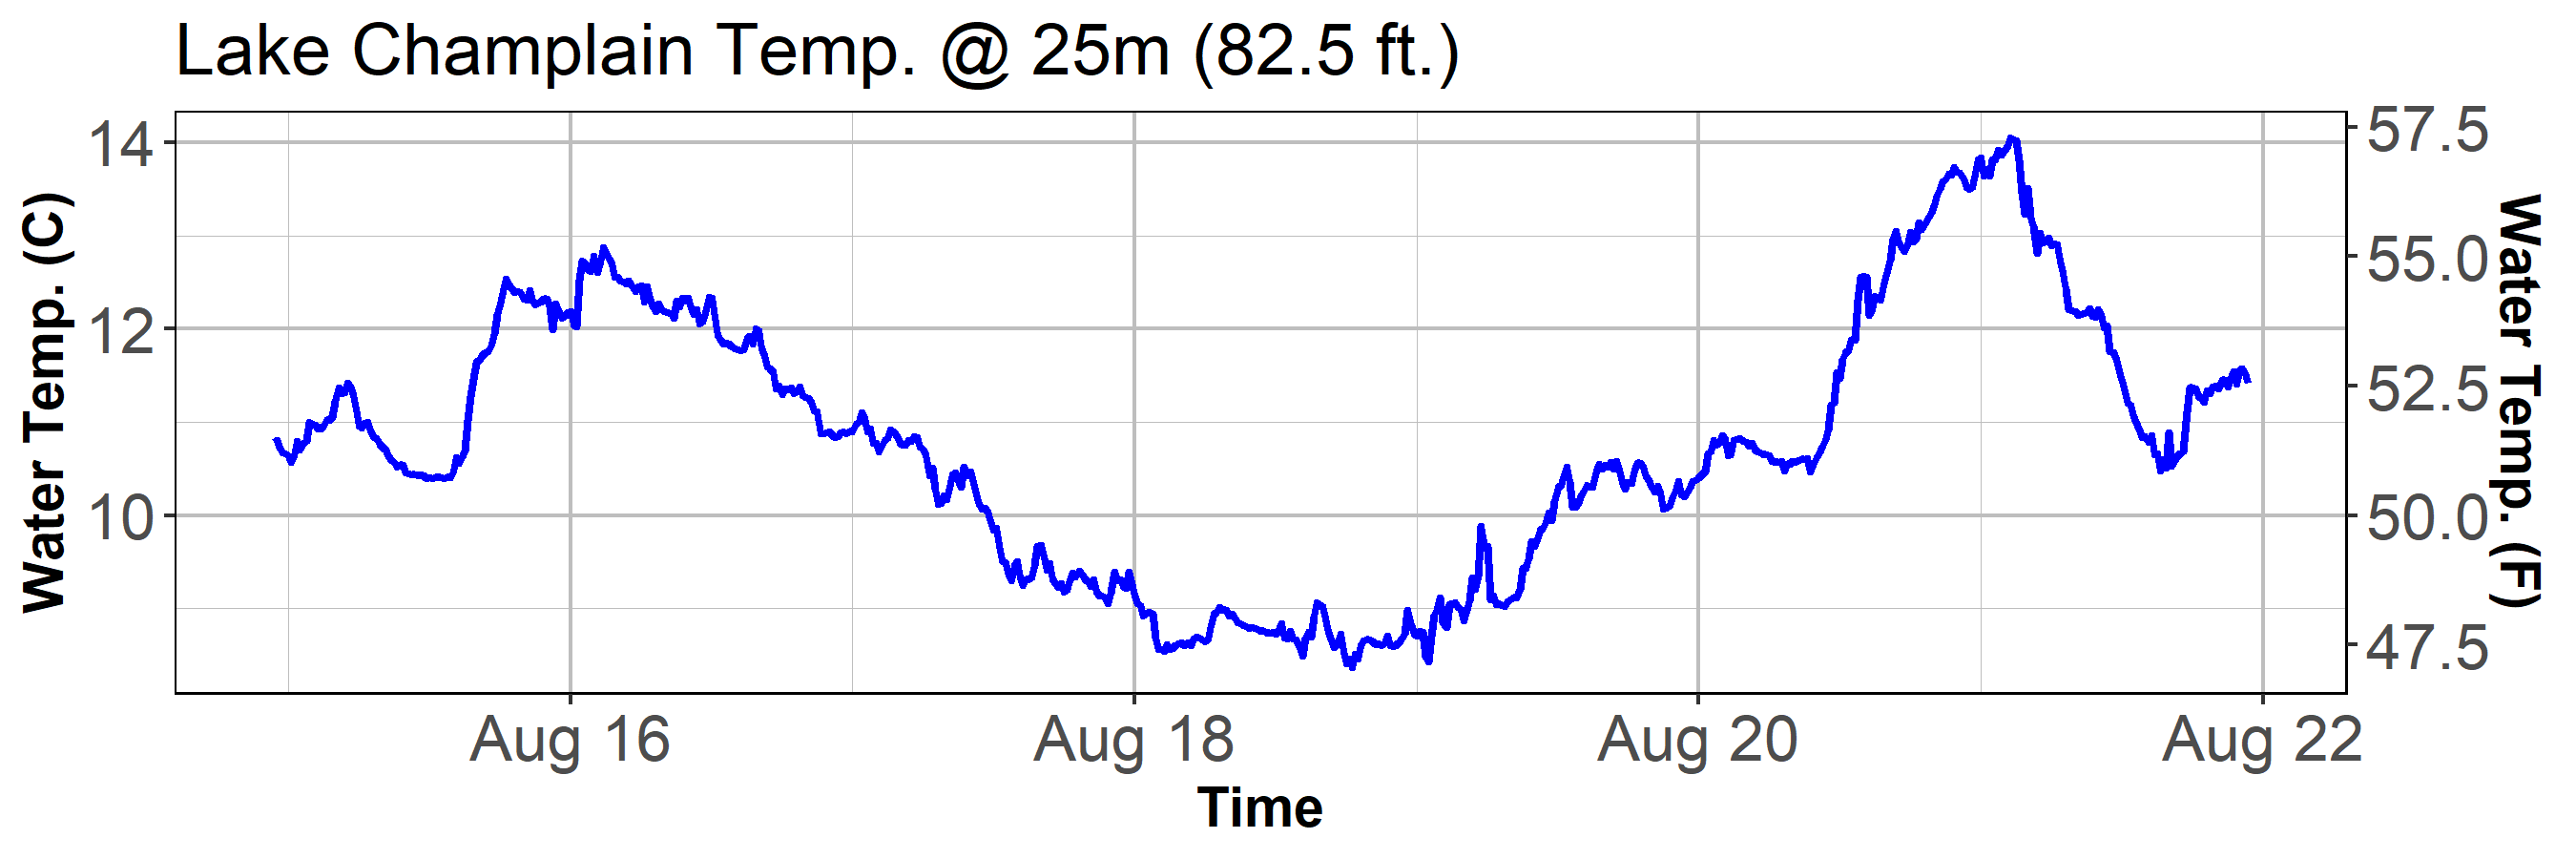 Lake Champlain Temp. @ 25m (82.5 ft.)
Water Temp. (C)
14
12
10
57.5
55.0
52.5
50.0
47.5
Water Temp. (F)
Aug 16 Aug 18 Aug 20 Aug 22
Time